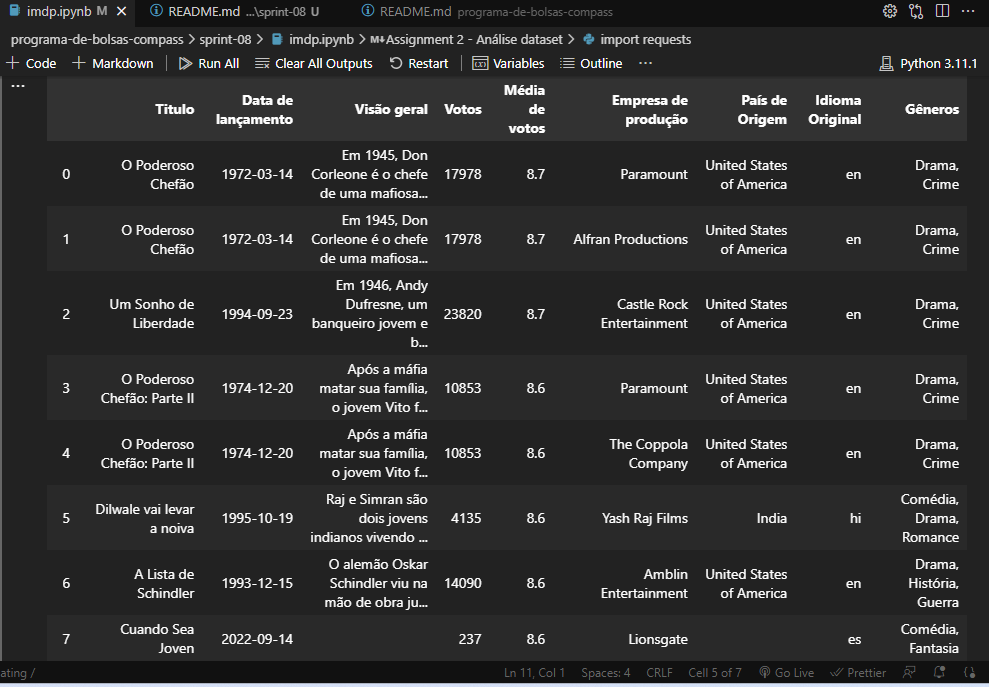 imdp.ipynb M README.md ...\sprint-08 U README.md programa-de-bolsas-compass
programa-de-bolsas-compass > sprint-08 > imdp.ipynb > M↓Assignment 2 - Análise dataset > import requests
+ Code + Markdown Run All Clear All Outputs Restart Variables Outline ... Python 3.11.1
Titulo Data de lançamento Visão geral Votos Média de votos Empresa de produção País de Origem Idioma Original Gêneros
0 O Poderoso Chefão 1972-03-14 Em 1945, Don Corleone é o chefe de uma mafiosa... 17978 8.7 Paramount United States of America en Drama, Crime
1 O Poderoso Chefão 1972-03-14 Em 1945, Don Corleone é o chefe de uma mafiosa... 17978 8.7 Alfran Productions United States of America en Drama, Crime
2 Um Sonho de Liberdade 1994-09-23 Em 1946, Andy Dufresne, um banqueiro jovem e b... 23820 8.7 Castle Rock Entertainment United States of America en Drama, Crime
3 O Poderoso Chefão: Parte II 1974-12-20 Após a máfia matar sua família, o jovem Vito f... 10853 8.6 Paramount United States of America en Drama, Crime
4 O Poderoso Chefão: Parte II 1974-12-20 Após a máfia matar sua família, o jovem Vito f... 10853 8.6 The Coppola Company United States of America en Drama, Crime
5 Dilwale vai levar a noiva 1995-10-19 Raj e Simran são dois jovens indianos vivendo ... 4135 8.6 Yash Raj Films India hi Comédia, Drama, Romance
6 A Lista de Schindler 1993-12-15 O alemão Oskar Schindler viu na mão de obra ju... 14090 8.6 Amblin Entertainment United States of America en Drama, História, Guerra
7 Cuando Sea Joven 2022-09-14 237 8.6 Lionsgate es Comédia, Fantasia
ating / Ln 11, Col 1 Spaces: 4 CRLF Cell 5 of 7 Go Live Prettier